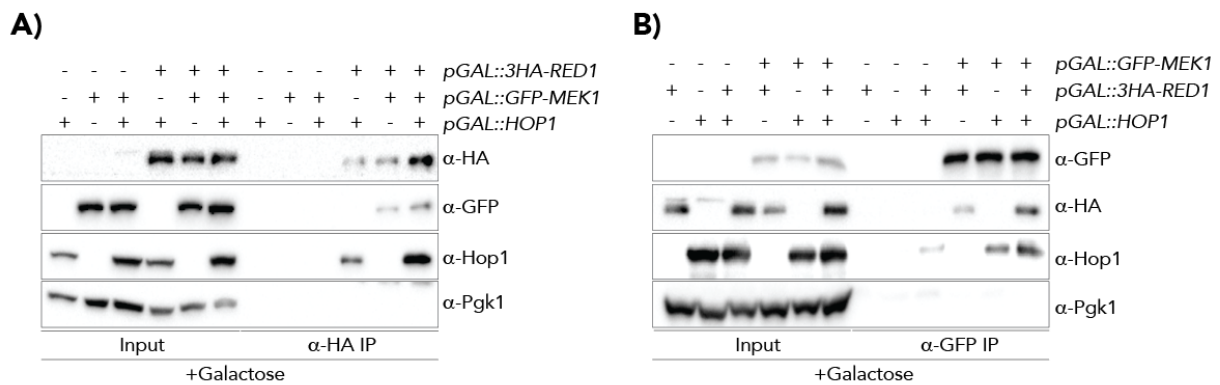 A)
- - - + + + - - - + + + pGAL::3HA-RED1
- + + - + + - + + - + + pGAL::GFP-MEK1
+ - + + - + + - + + - + pGAL::HOP1
α-HA
α-GFP
α-Hop1
α-Pgk1
Input
α-HA IP
+Galactose
B)
- - - + + + - - - + + + pGAL::GFP-MEK1
+ - + + - + + - + + - + pGAL::3HA-RED1
- + + - + + - + + - + + pGAL::HOP1
α-GFP
α-HA
α-Hop1
α-Pgk1
Input
α-GFP IP
+Galactose